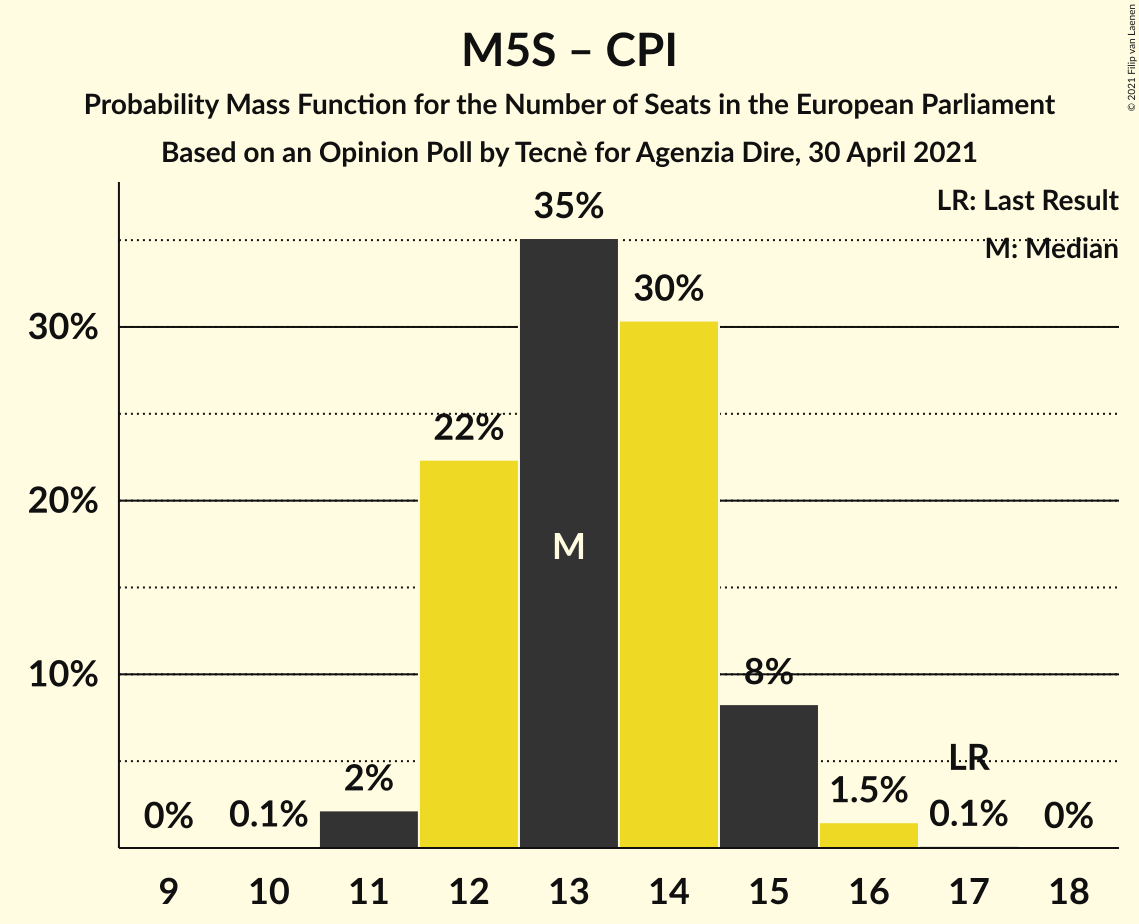 © 2021 Filip van Laenen
M5S – CPI
Probability Mass Function for the Number of Seats in the European Parliament
Based on an Opinion Poll by Tecnè for Agenzia Dire, 30 April 2021
LR: Last Result
M: Median
35%
30%
30%
22%
20%
M
10%
8%
LR
2%
1.5%
0%
0.1%
0.1%
0%
9 10 11 12 13 14 15 16 17 18